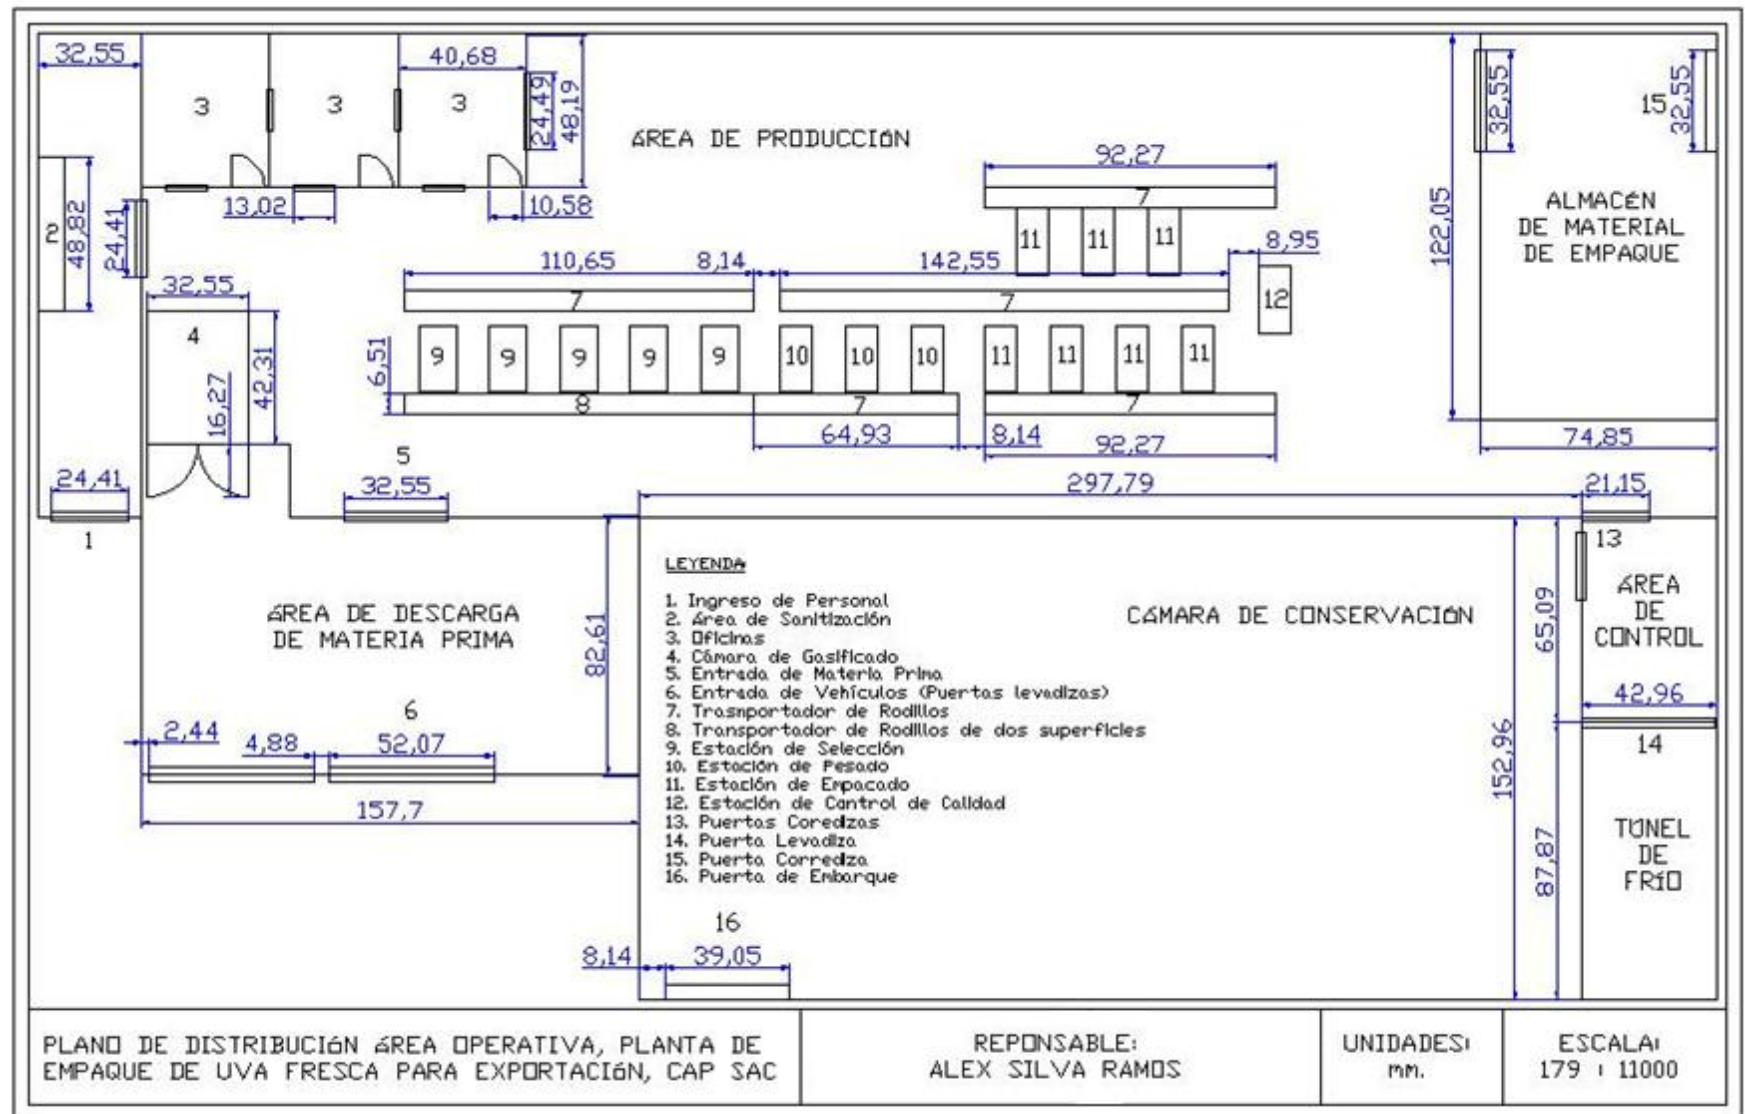 32,55
40,68
3
3
3
24,49
48,19
ÁREA DE PRODUCCIÓN
32,55
15
32,55
92,27
7
2
48,82
24,41
13,02
10,58
11
11
11
8,95
122,05
ALMACÉN
DE MATERIAL
DE EMPAQUE
110,65
8,14
142,55
32,55
7
7
12
4
42,31
16,27
6,51
9
9
9
9
9
10
10
10
11
11
11
11
8
7
7
64,93
8,14
92,27
74,85
5
24,41
32,55
297,79
21,15
1
13
LEYENDA
1. Ingreso de Personal
2. Área de Sanitización
3. Oficinas
4. Cámara de Gasificado
5. Entrada de Materia Prima
6. Entrada de Vehículos (Puertas levadizas)
7. Trasnportador de Rodillos
8. Transportador de Rodillos de dos superficies
9. Estación de Selección
10. Estación de Pesado
11. Estación de Empacado
12. Estación de Control de Calidad
13. Puertas Coredizas
14. Puerta Levadiza
15. Puerta Corrediza
16. Puerta de Embarque
ÁREA DE DESCARGA
DE MATERIA PRIMA
82,61
CÁMARA DE CONSERVACIÓN
65,09
ÁREA
DE
CONTROL
42,96
6
2,44
4,88
52,07
157,7
152,96
14
87,87
TÚNEL
DE
FRÍO
16
8,14
39,05
PLANO DE DISTRIBUCIÓN ÁREA OPERATIVA, PLANTA DE
EMPAQUE DE UVA FRESCA PARA EXPORTACIÓN, CAP SAC
REPONSABLE:
ALEX SILVA RAMOS
UNIDADES:
mm.
ESCALA:
179 : 11000